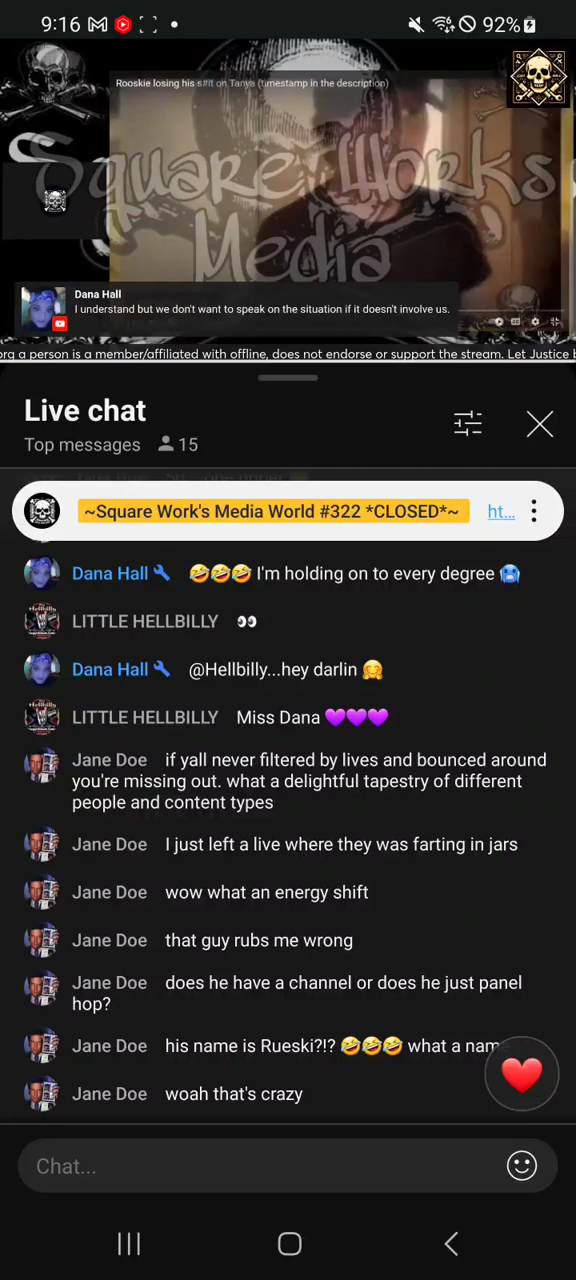 9:16 92%
Rooskie losing his s#!t on Tanya (timestamp in the description)
Square Works
Media
Dana Hall
I understand but we don't want to speak on the situation if it doesn't involve us.
org a person is a member/affiliated with offline, does not endorse or support the stream. Let Justice b
Live chat
Top messages 15
~Square Work's Media World #322 *CLOSED*~ ht...
Dana Hall 🔧 🤣🤣🤣 I'm holding on to every degree 🥶
LITTLE HELLBILLY 👀
Dana Hall 🔧 @Hellbilly...hey darlin 🤗
LITTLE HELLBILLY Miss Dana 💜💜💜
Jane Doe if yall never filtered by lives and bounced around
you're missing out. what a delightful tapestry of different
people and content types
Jane Doe I just left a live where they was farting in jars
Jane Doe wow what an energy shift
Jane Doe that guy rubs me wrong
Jane Doe does he have a channel or does he just panel
hop?
Jane Doe his name is Rueski?!? 🤣🤣🤣 what a name
Jane Doe woah that's crazy
Chat...